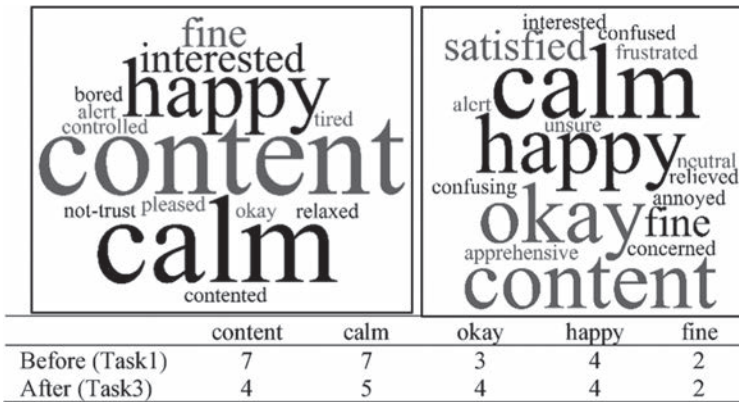 fine
interested
happy
bored
alert
controlled
tired
content
not-trust pleased okay relaxed
calm
contented
interested
confused
satisfied
frustrated
calm
alert
unsure
happy
neutral
confusing
relieved
annoyed
okay
fine
apprehensive
concerned
content
content calm okay happy fine
Before (Task1) 7 7 3 4 2
After (Task3) 4 5 4 4 2